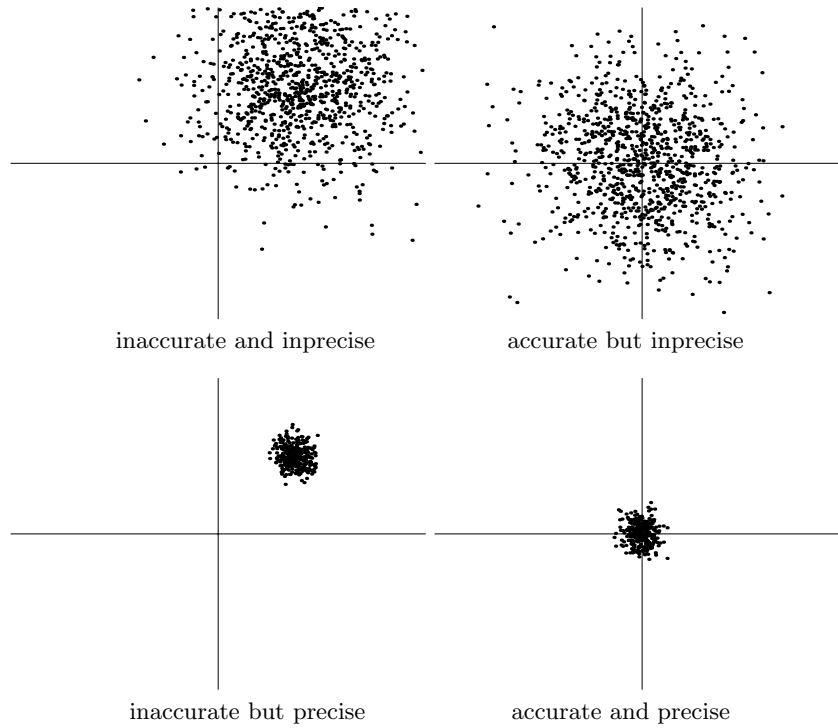 inaccurate and inprecise
accurate but inprecise
inaccurate but precise
accurate and precise